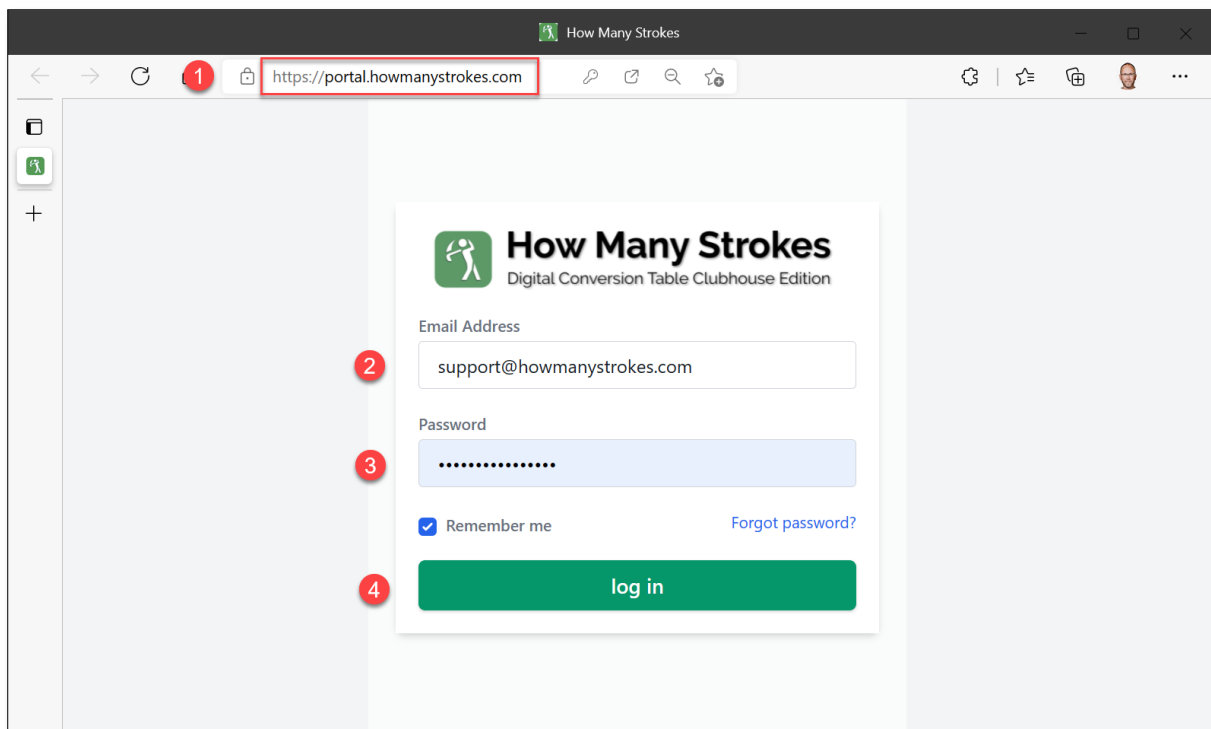 How Many Strokes
1
https://portal.howmanystrokes.com
How Many Strokes
Digital Conversion Table Clubhouse Edition
Email Address
2
support@howmanystrokes.com
Password
3
••••••••••••••••
Remember me
Forgot password?
4
log in